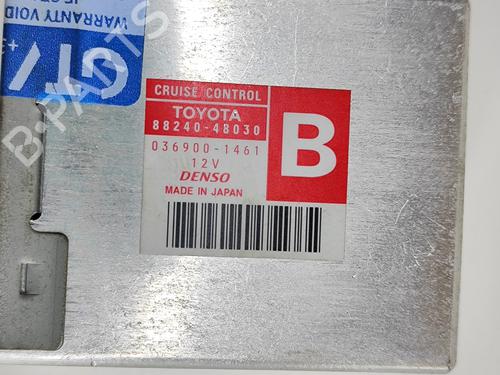 WARRANTY VOID
CRUISE CONTROL
TOYOTA
88240-48030
B
036900-1461
12V
DENSO
MADE IN JAPAN
B-PARTS